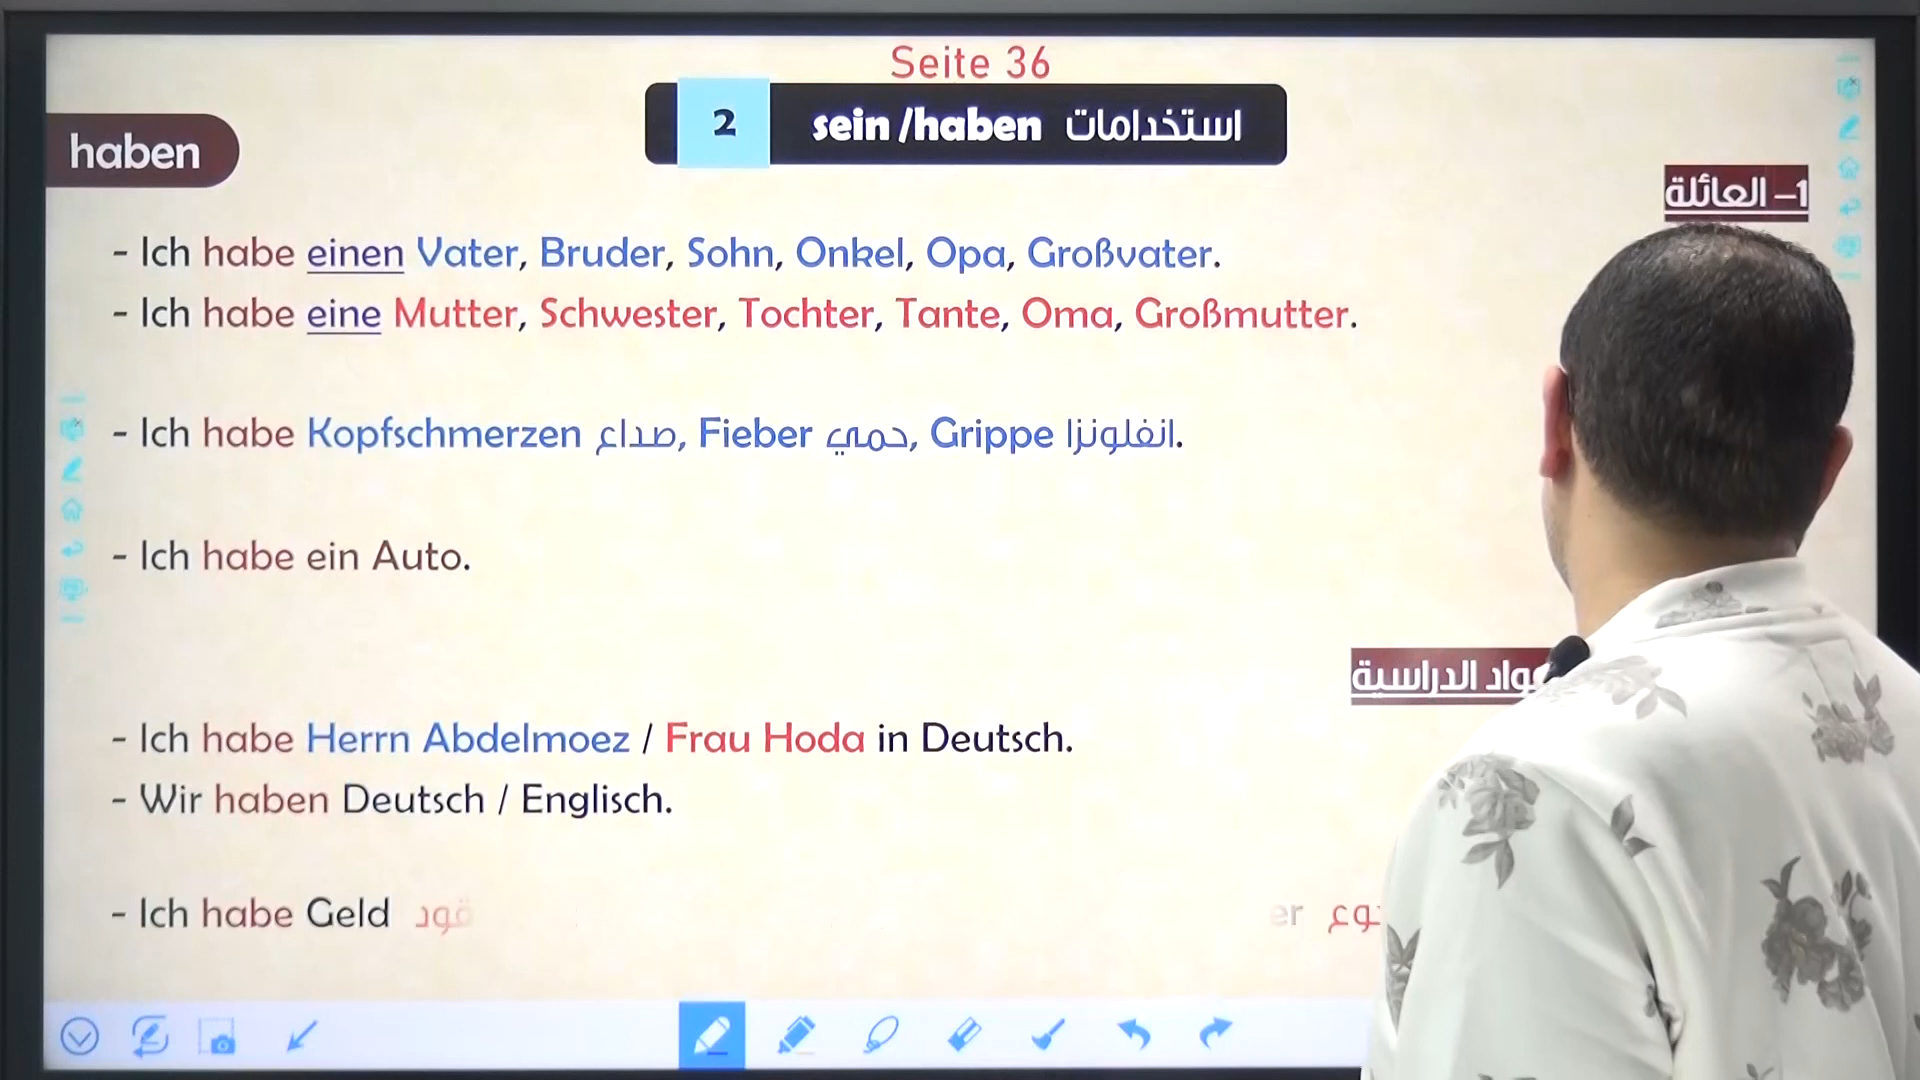 Seite 36
2 sein /haben استخدامات
haben
1– العائلة
- Ich habe einen Vater, Bruder, Sohn, Onkel, Opa, Großvater.
- Ich habe eine Mutter, Schwester, Tochter, Tante, Oma, Großmutter.
- Ich habe Kopfschmerzen صداع, Fieber حمي, Grippe انفلونزا.
- Ich habe ein Auto.
الدراسية
- Ich habe Herrn Abdelmoez / Frau Hoda in Deutsch.
- Wir haben Deutsch / Englisch.
- Ich habe Geld